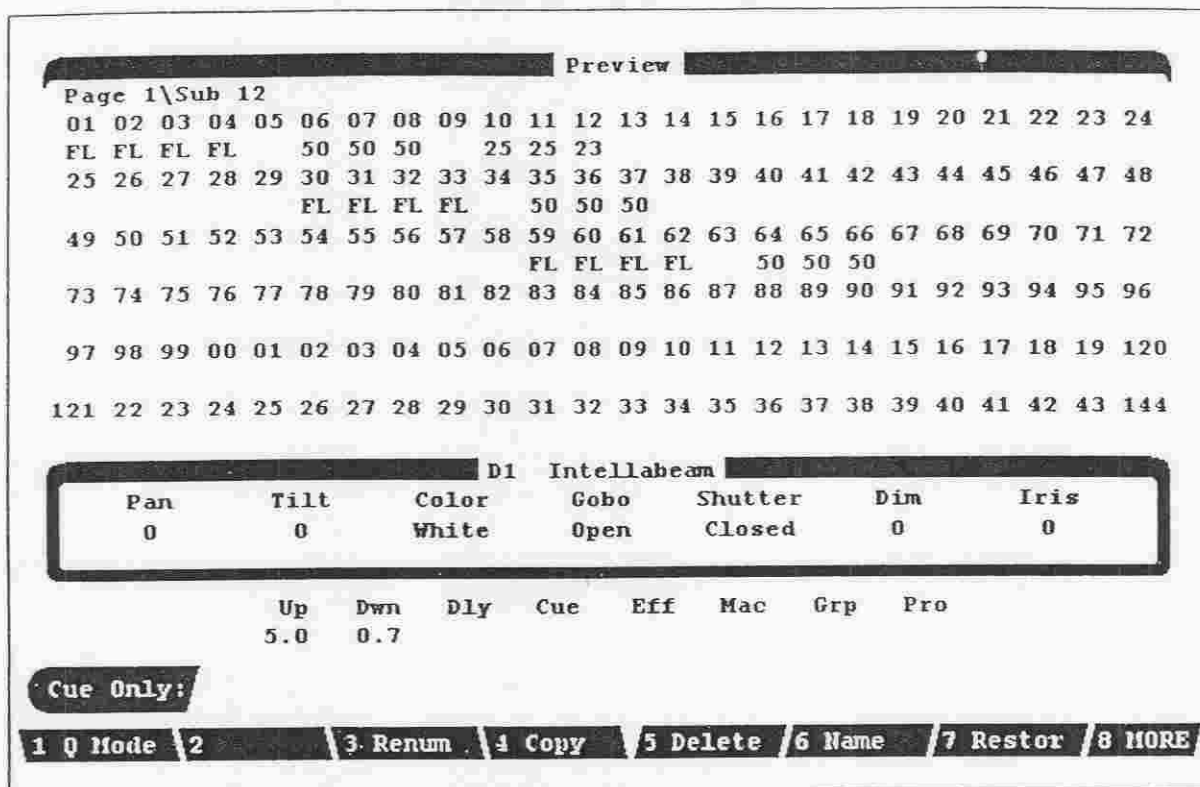 Preview
Page 1\Sub 12
01 02 03 04 05 06 07 08 09 10 11 12 13 14 15 16 17 18 19 20 21 22 23 24
FL FL FL FL 50 50 50 25 25 23
25 26 27 28 29 30 31 32 33 34 35 36 37 38 39 40 41 42 43 44 45 46 47 48
FL FL FL FL 50 50 50
49 50 51 52 53 54 55 56 57 58 59 60 61 62 63 64 65 66 67 68 69 70 71 72
FL FL FL FL 50 50 50
73 74 75 76 77 78 79 80 81 82 83 84 85 86 87 88 89 90 91 92 93 94 95 96
97 98 99 00 01 02 03 04 05 06 07 08 09 10 11 12 13 14 15 16 17 18 19 120
121 22 23 24 25 26 27 28 29 30 31 32 33 34 35 36 37 38 39 40 41 42 43 144
D1 Intellabeam
Pan Tilt Color Gobo Shutter Dim Iris
0 0 White Open Closed 0 0
Up Dwn Dly Cue Eff Mac Grp Pro
5.0 0.7
Cue Only:
1 Q Mode 2 3 Renum 4 Copy 5 Delete 6 Name 7 Restor 8 MORE